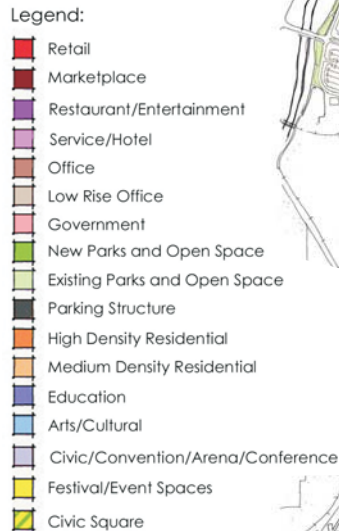 Legend:
Retail
Marketplace
Restaurant/Entertainment
Service/Hotel
Office
Low Rise Office
Government
New Parks and Open Space
Existing Parks and Open Space
Parking Structure
High Density Residential
Medium Density Residential
Education
Arts/Cultural
Civic/Convention/Arena/Conference
Festival/Event Spaces
Civic Square